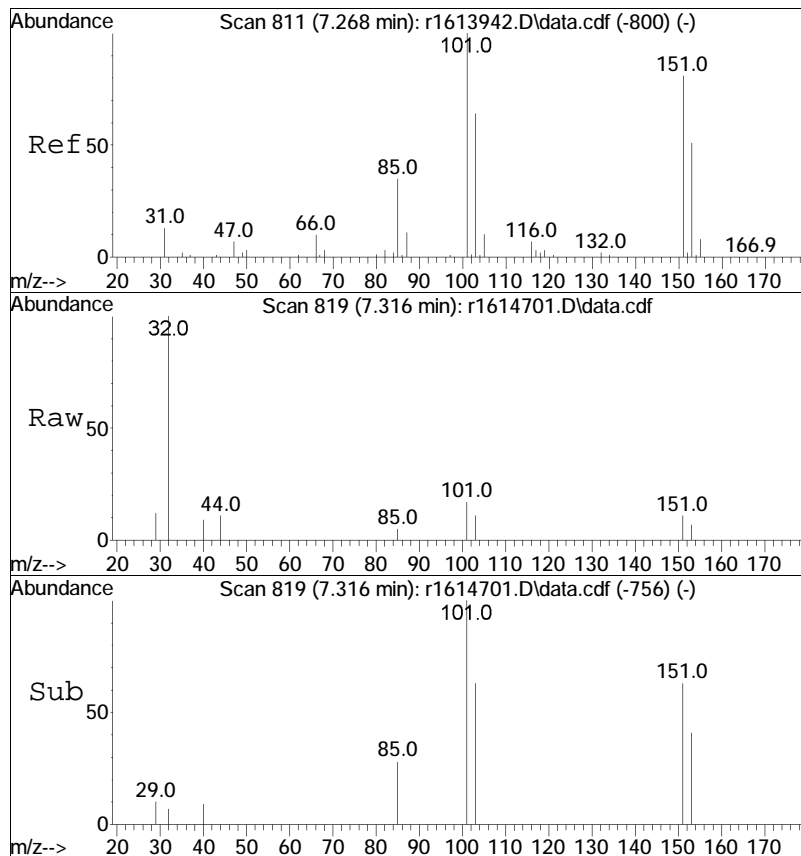 Abundance Scan 811 (7.268 min): r1613942.D\data.cdf (-800) (-)
101.0
151.0
Ref 50
85.0
31.0
47.0
66.0
116.0
132.0
166.9
0
m/z--> 20 30 40 50 60 70 80 90 100 110 120 130 140 150 160 170
Abundance Scan 819 (7.316 min): r1614701.D\data.cdf
32.0
Raw 50
44.0
85.0
101.0
151.0
0
m/z--> 20 30 40 50 60 70 80 90 100 110 120 130 140 150 160 170
Abundance Scan 819 (7.316 min): r1614701.D\data.cdf (-756) (-)
101.0
151.0
Sub 50
85.0
29.0
0
m/z--> 20 30 40 50 60 70 80 90 100 110 120 130 140 150 160 170